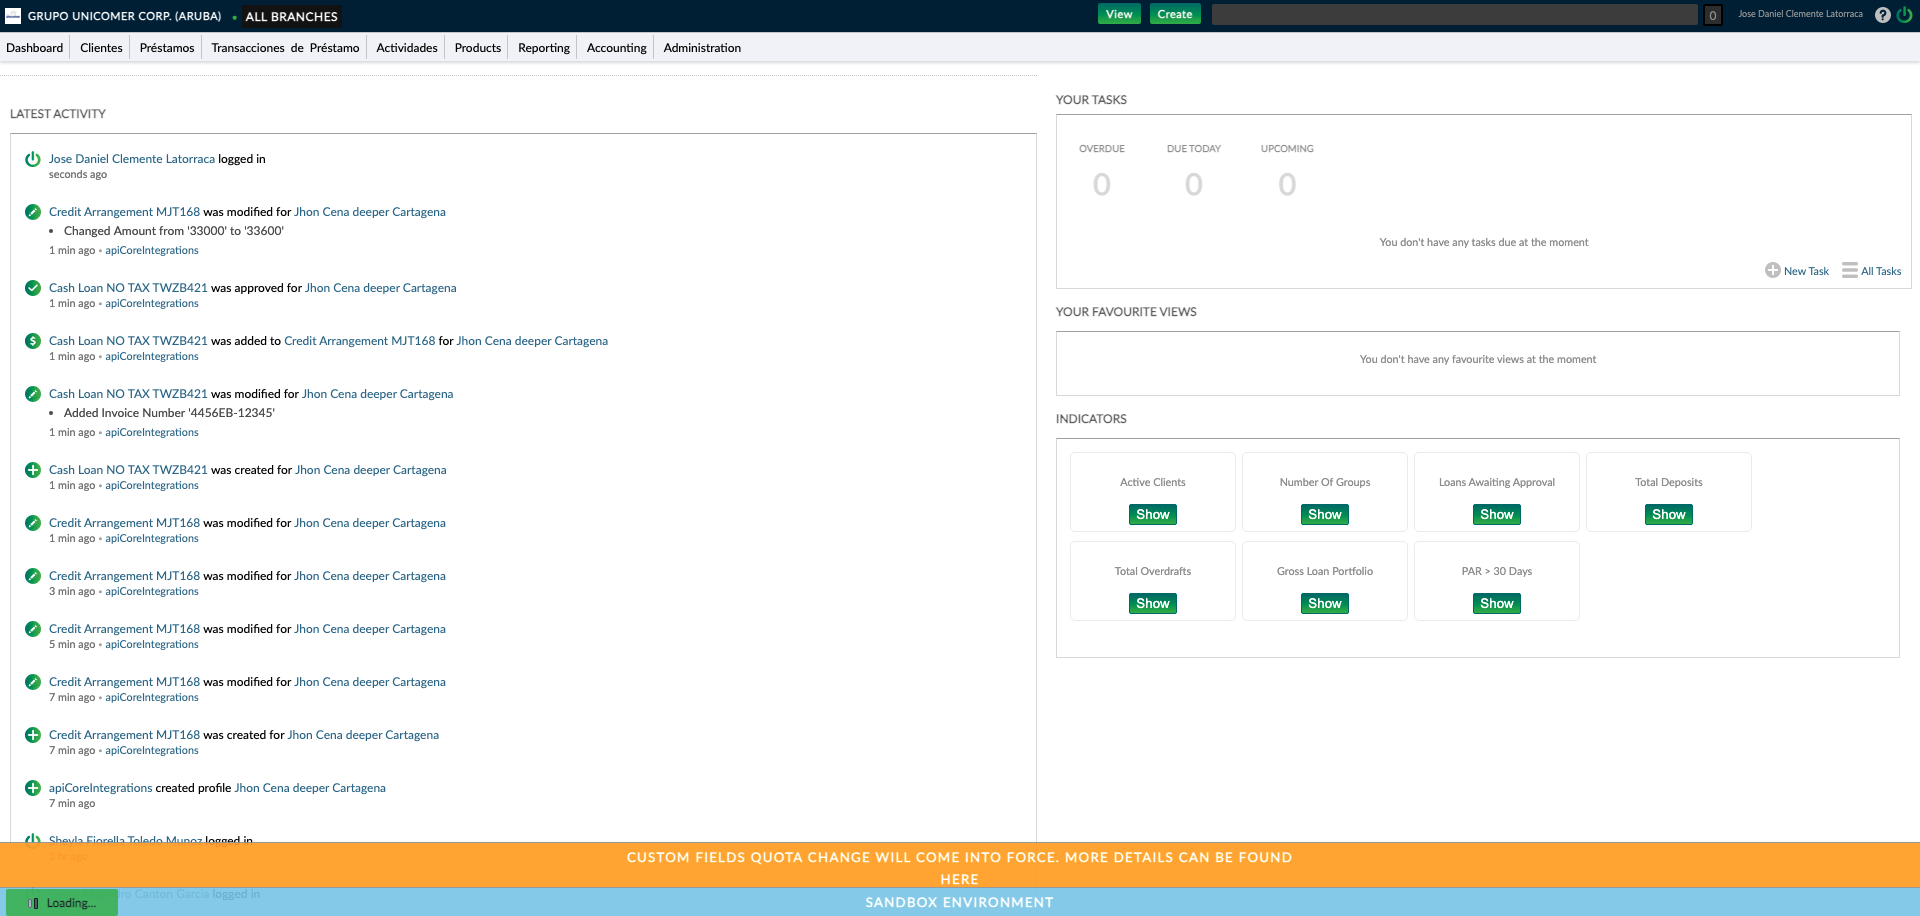 GRUPO UNICOMER CORP. (ARUBA) • ALL BRANCHES
View Create 0 Jose Daniel Clemente Latorraca ?
Dashboard Clientes Préstamos Transacciones de Préstamo Actividades Products Reporting Accounting Administration
LATEST ACTIVITY
Jose Daniel Clemente Latorraca logged in
seconds ago
Credit Arrangement MJT168 was modified for Jhon Cena deeper Cartagena
• Changed Amount from '33000' to '33600'
1 min ago • apiCoreIntegrations
Cash Loan NO TAX TWZB421 was approved for Jhon Cena deeper Cartagena
1 min ago • apiCoreIntegrations
Cash Loan NO TAX TWZB421 was added to Credit Arrangement MJT168 for Jhon Cena deeper Cartagena
1 min ago • apiCoreIntegrations
Cash Loan NO TAX TWZB421 was modified for Jhon Cena deeper Cartagena
• Added Invoice Number '4456EB-12345'
1 min ago • apiCoreIntegrations
Cash Loan NO TAX TWZB421 was created for Jhon Cena deeper Cartagena
1 min ago • apiCoreIntegrations
Credit Arrangement MJT168 was modified for Jhon Cena deeper Cartagena
1 min ago • apiCoreIntegrations
Credit Arrangement MJT168 was modified for Jhon Cena deeper Cartagena
3 min ago • apiCoreIntegrations
Credit Arrangement MJT168 was modified for Jhon Cena deeper Cartagena
5 min ago • apiCoreIntegrations
Credit Arrangement MJT168 was modified for Jhon Cena deeper Cartagena
7 min ago • apiCoreIntegrations
Credit Arrangement MJT168 was created for Jhon Cena deeper Cartagena
7 min ago • apiCoreIntegrations
apiCoreIntegrations created profile Jhon Cena deeper Cartagena
7 min ago
Sheyla Fiorella Toledo Munoz logged in
1 hr ago
Canton Garcia logged in
YOUR TASKS
OVERDUE DUE TODAY UPCOMING
0 0 0
You don't have any tasks due at the moment
New Task All Tasks
YOUR FAVOURITE VIEWS
You don't have any favourite views at the moment
INDICATORS
Active Clients Number Of Groups Loans Awaiting Approval Total Deposits
Show Show Show Show
Total Overdrafts Gross Loan Portfolio PAR > 30 Days
Show Show Show
CUSTOM FIELDS QUOTA CHANGE WILL COME INTO FORCE. MORE DETAILS CAN BE FOUND
HERE
SANDBOX ENVIRONMENT
Loading...